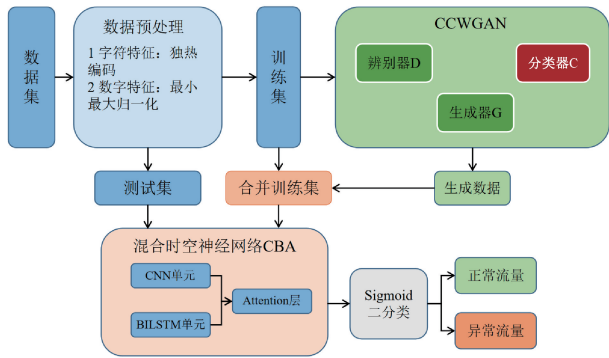 数据集
数据预处理
1 字符特征：独热
编码
2 数字特征：最小
最大归一化
训练集
CCWGAN
辨别器D
分类器C
生成器G
测试集
合并训练集
生成数据
混合时空神经网络CBA
CNN单元
BILSTM单元
Attention层
Sigmoid
二分类
正常流量
异常流量